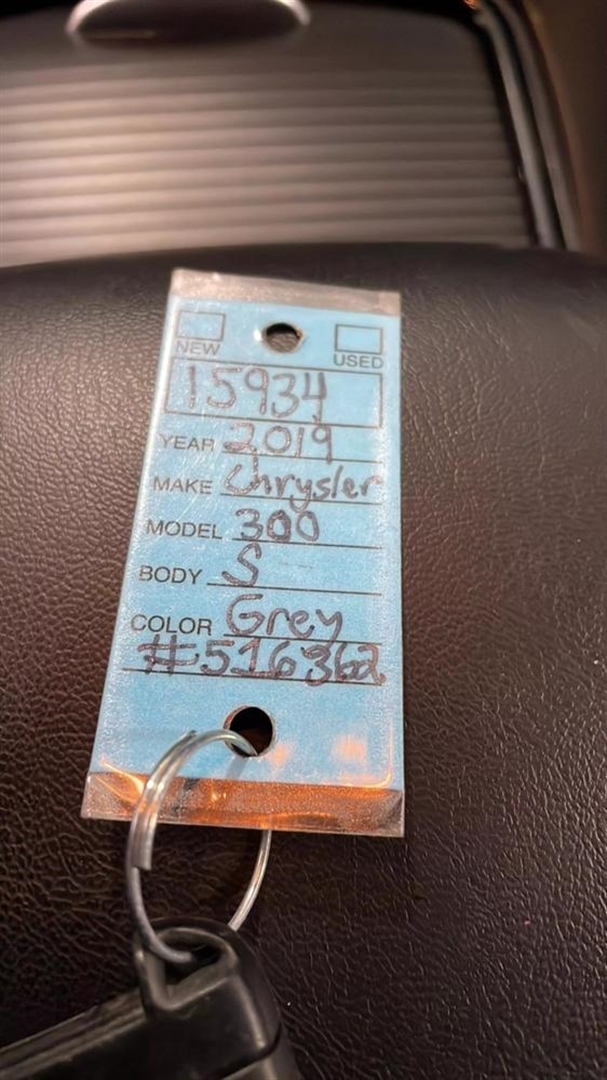 NEW USED
15934
YEAR 2019
MAKE Chrysler
MODEL 300
BODY S
COLOR Grey
#516362